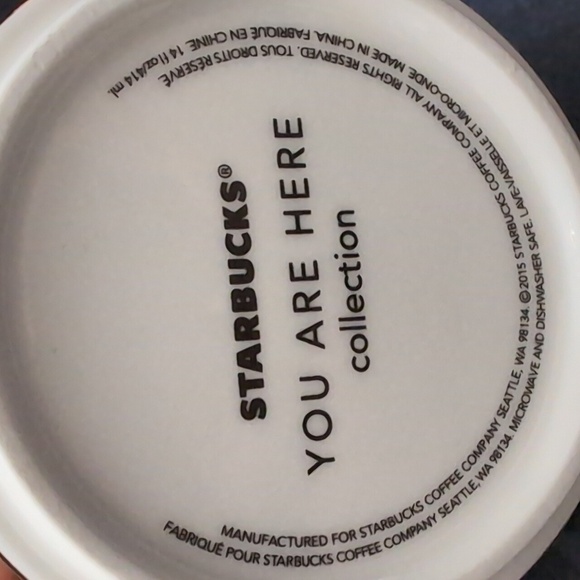 STARBUCKS®
YOU ARE HERE
collection
MANUFACTURED FOR STARBUCKS COFFEE COMPANY SEATTLE, WA 98134. ©2015 STARBUCKS COFFEE COMPANY ALL RIGHTS RESERVED. TOUS DROITS RÉSERVÉ.
FABRIQUÉ POUR STARBUCKS COFFEE COMPANY SEATTLE, WA 98134. MICROWAVE AND DISHWASHER SAFE. LAVE-VAISSELLE ET MICRO-ONDE. MADE IN CHINA. FABRIQUÉ EN CHINE. 14 fl oz/414 ml.